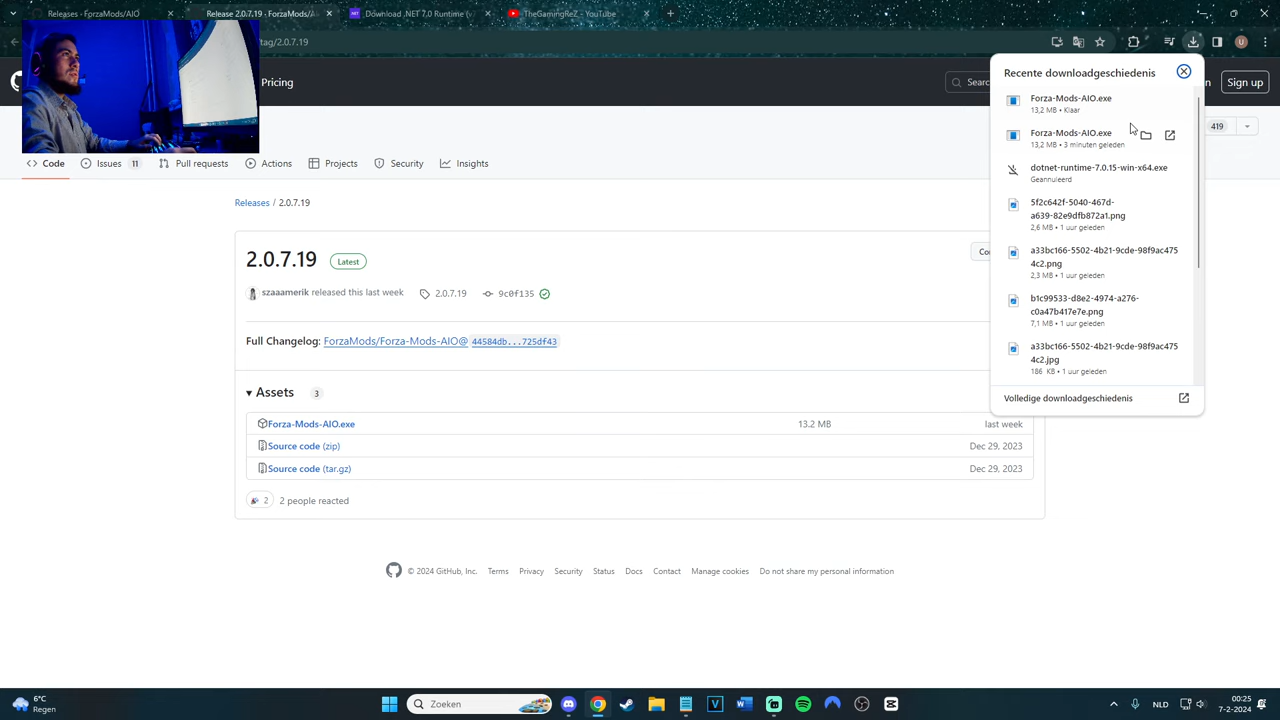 Releases - ForzaMods/AIO
Release 2.0.7.19 · ForzaMods/Ai
Download .NET 7.0 Runtime (v
TheGamingReZ - YouTube
tag/2.0.7.19
Pricing
Searc
n
Sign up
419
Code
Issues 11
Pull requests
Actions
Projects
Security
Insights
Releases / 2.0.7.19
2.0.7.19
Latest
Co
szaaamerik released this last week
2.0.7.19
9c0f135
Full Changelog: ForzaMods/Forza-Mods-AIO@ 44584db...725df43
Assets 3
Forza-Mods-AIO.exe
13.2 MB
last week
Source code (zip)
Dec 29, 2023
Source code (tar.gz)
Dec 29, 2023
2
2 people reacted
© 2024 GitHub, Inc.
Terms
Privacy
Security
Status
Docs
Contact
Manage cookies
Do not share my personal information
Recente downloadgeschiedenis
Forza-Mods-AIO.exe
13,2 MB • Klaar
Forza-Mods-AIO.exe
13,2 MB • 3 minuten geleden
dotnet-runtime-7.0.15-win-x64.exe
Geannuleerd
5f2c642f-5040-467d-
a639-82e9dfb872a1.png
2,6 MB • 1 uur geleden
a33bc166-5502-4b21-9cde-98f9ac475
4c2.png
2,3 MB • 1 uur geleden
b1c99533-d8e2-4974-a276-
c0a47b417e7e.png
7,1 MB • 1 uur geleden
a33bc166-5502-4b21-9cde-98f9ac475
4c2.jpg
186 KB • 1 uur geleden
Volledige downloadgeschiedenis
6°C
Regen
Zoeken
NLD
00:25
7-2-2024